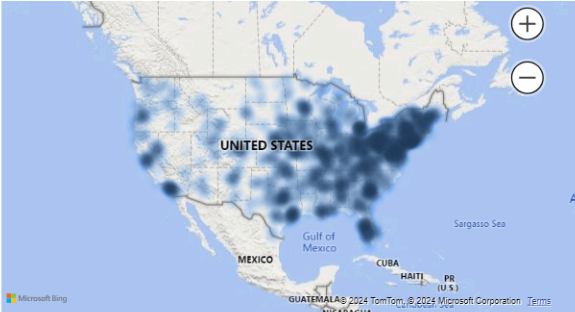 +
−
UNITED STATES
Sargasso Sea
Gulf of
Mexico
MEXICO
CUBA
HAITI
PR
(U.S.)
Microsoft Bing
GUATEMALA
© 2024 TomTom, © 2024 Microsoft Corporation Terms